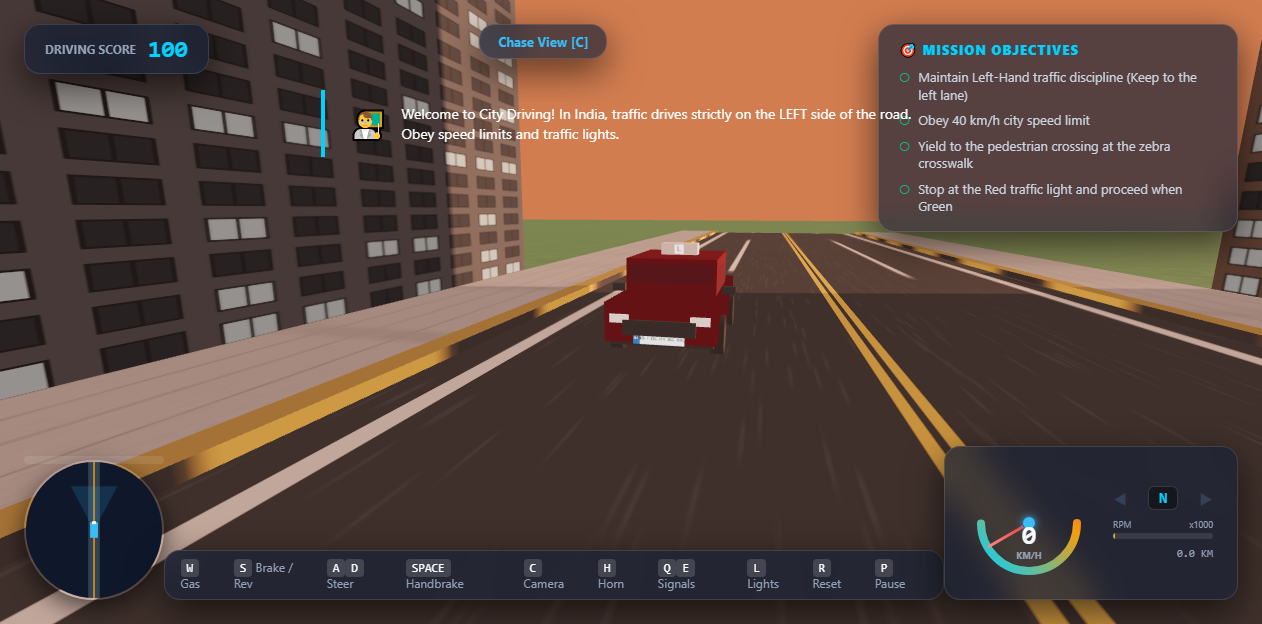 DRIVING SCORE 100
Chase View [C]
🎯 MISSION OBJECTIVES
Maintain Left-Hand traffic discipline (Keep to the
left lane)
Obey 40 km/h city speed limit
Yield to the pedestrian crossing at the zebra
crosswalk
Stop at the Red traffic light and proceed when
Green
Welcome to City Driving! In India, traffic drives strictly on the LEFT side of the road.
Obey speed limits and traffic lights.
L
N
RPM x1000
0
KM/H
0.0 KM
W Gas
S Brake / Rev
A D Steer
SPACE Handbrake
C Camera
H Horn
Q E Signals
L Lights
R Reset
P Pause